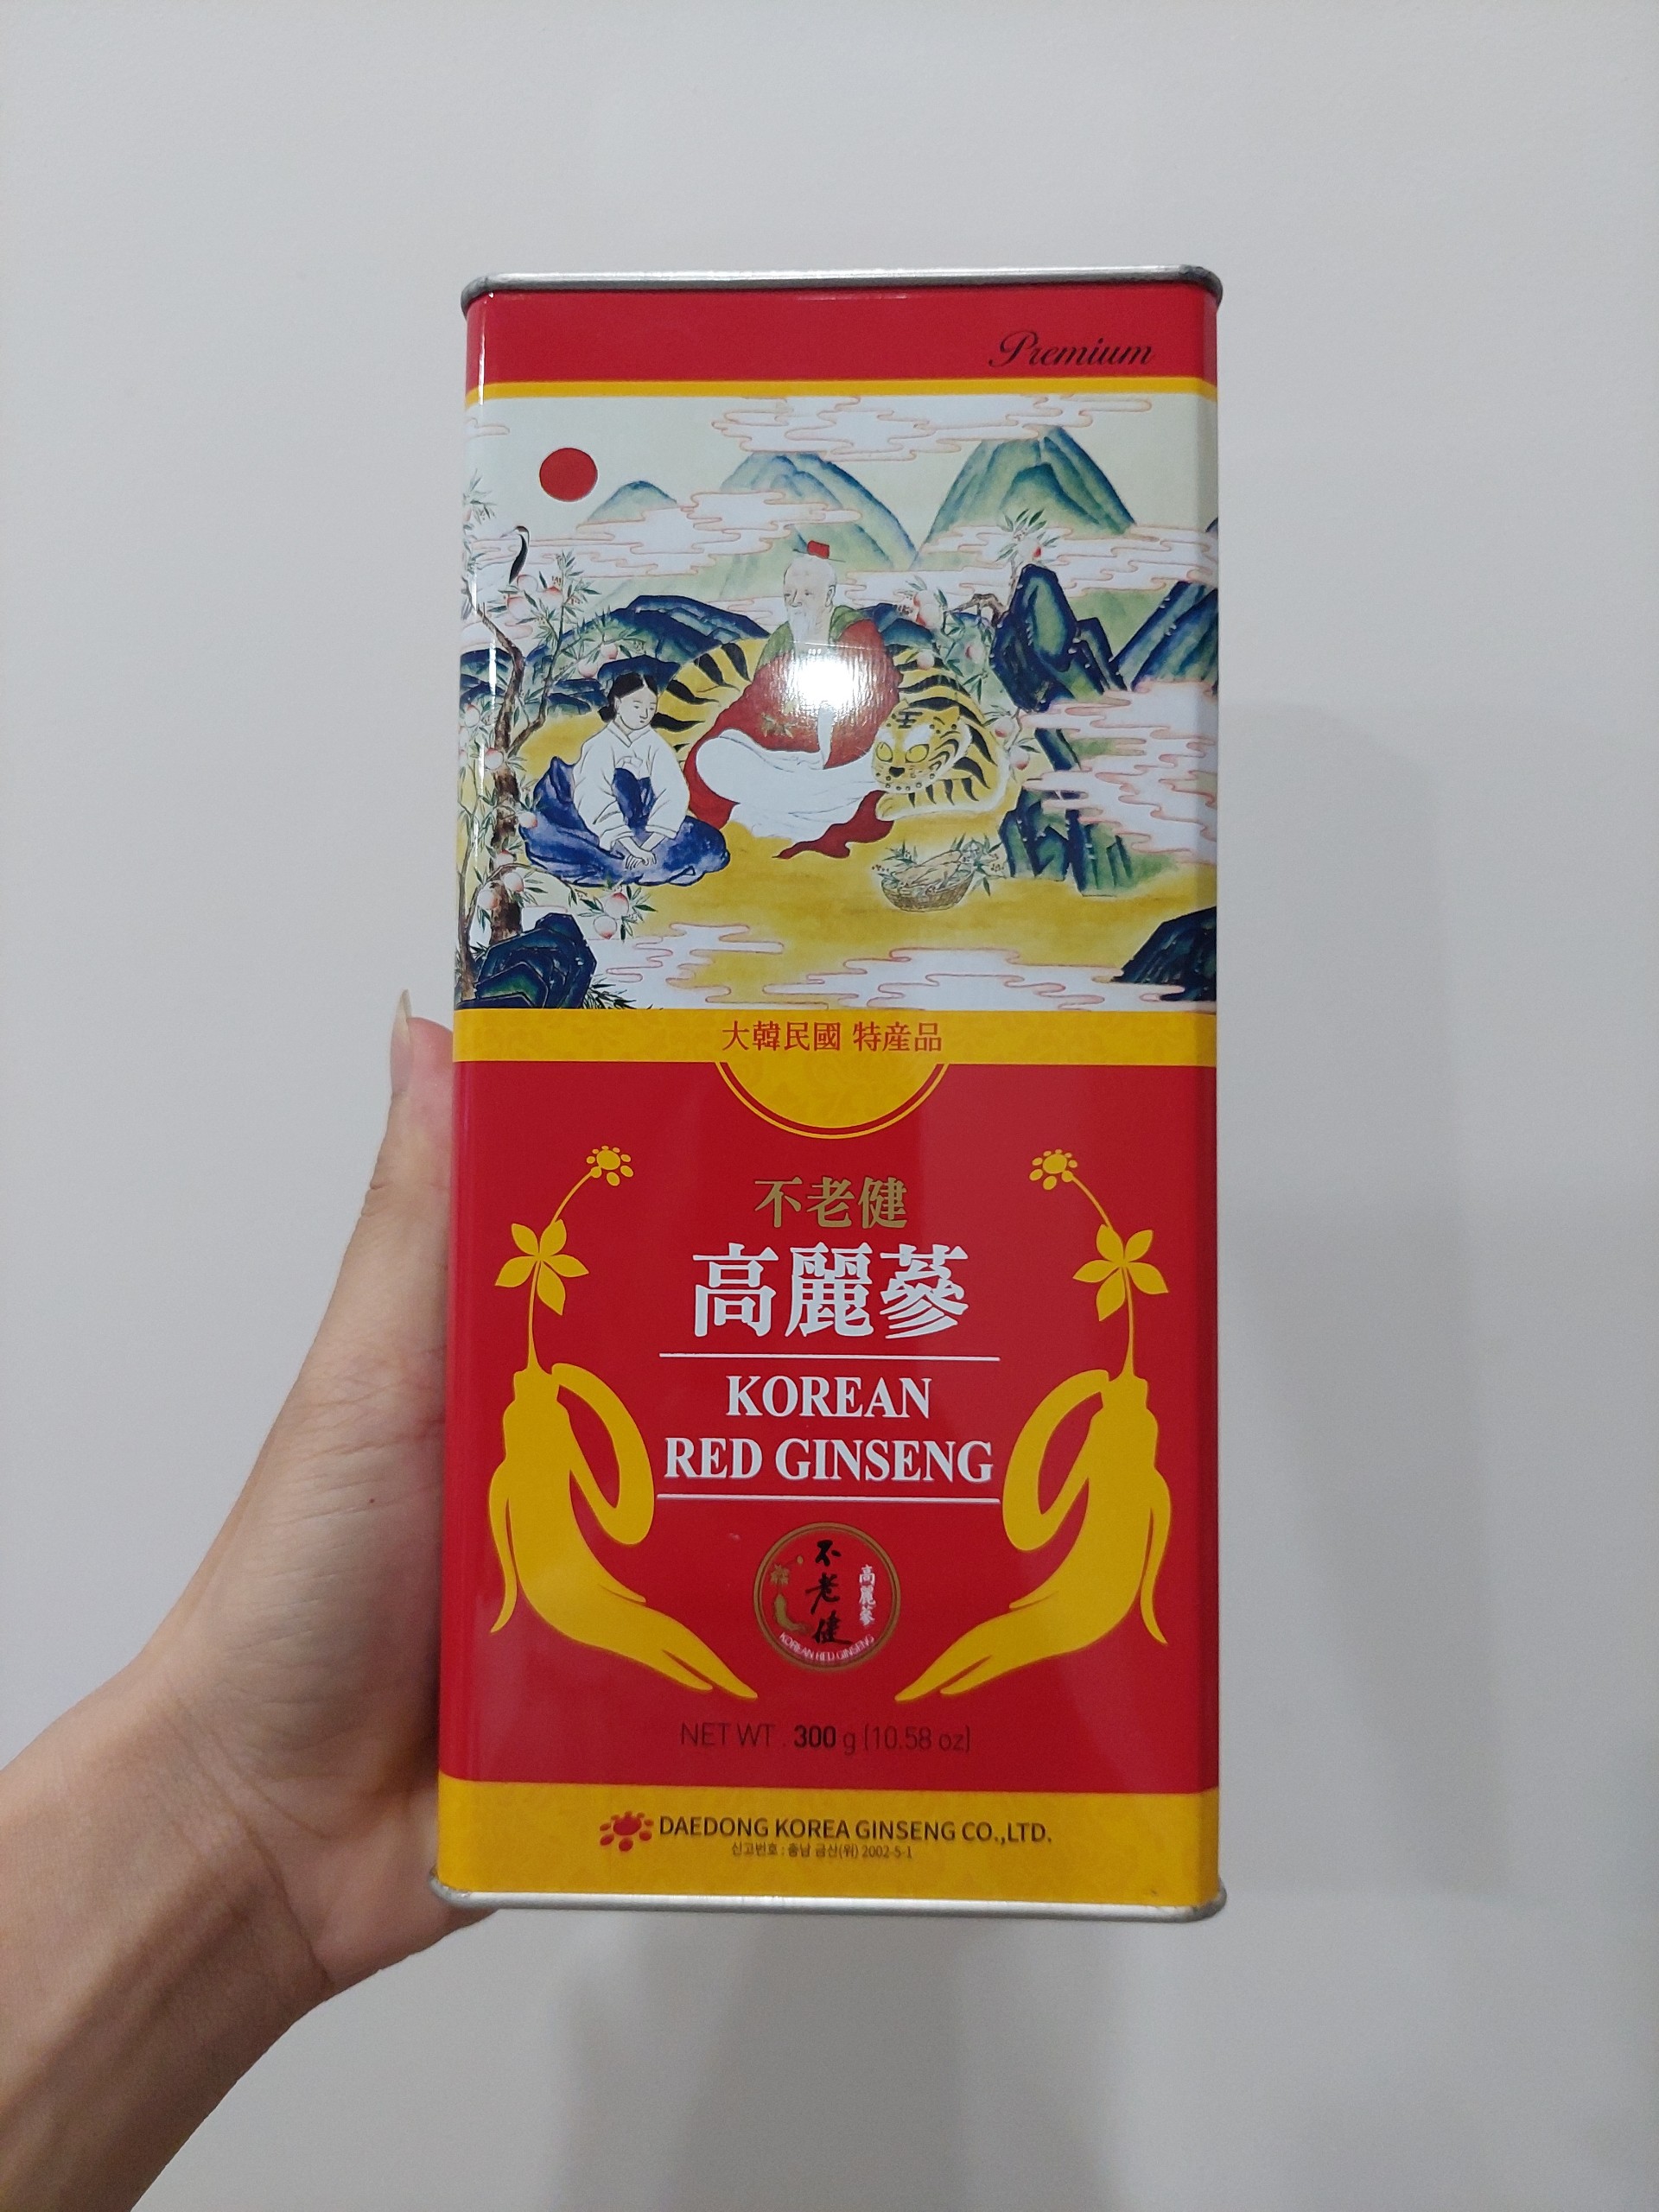 Premium
大韓民國 特産品
不老健
高麗蔘
KOREAN
RED GINSENG
不老健
高麗蔘
KOREAN RED GINSENG
NET WT . 300 g (10.58 oz)
DAEDONG KOREA GINSENG CO.,LTD.
신고번호 : 충남 금산(위) 2002-5-1